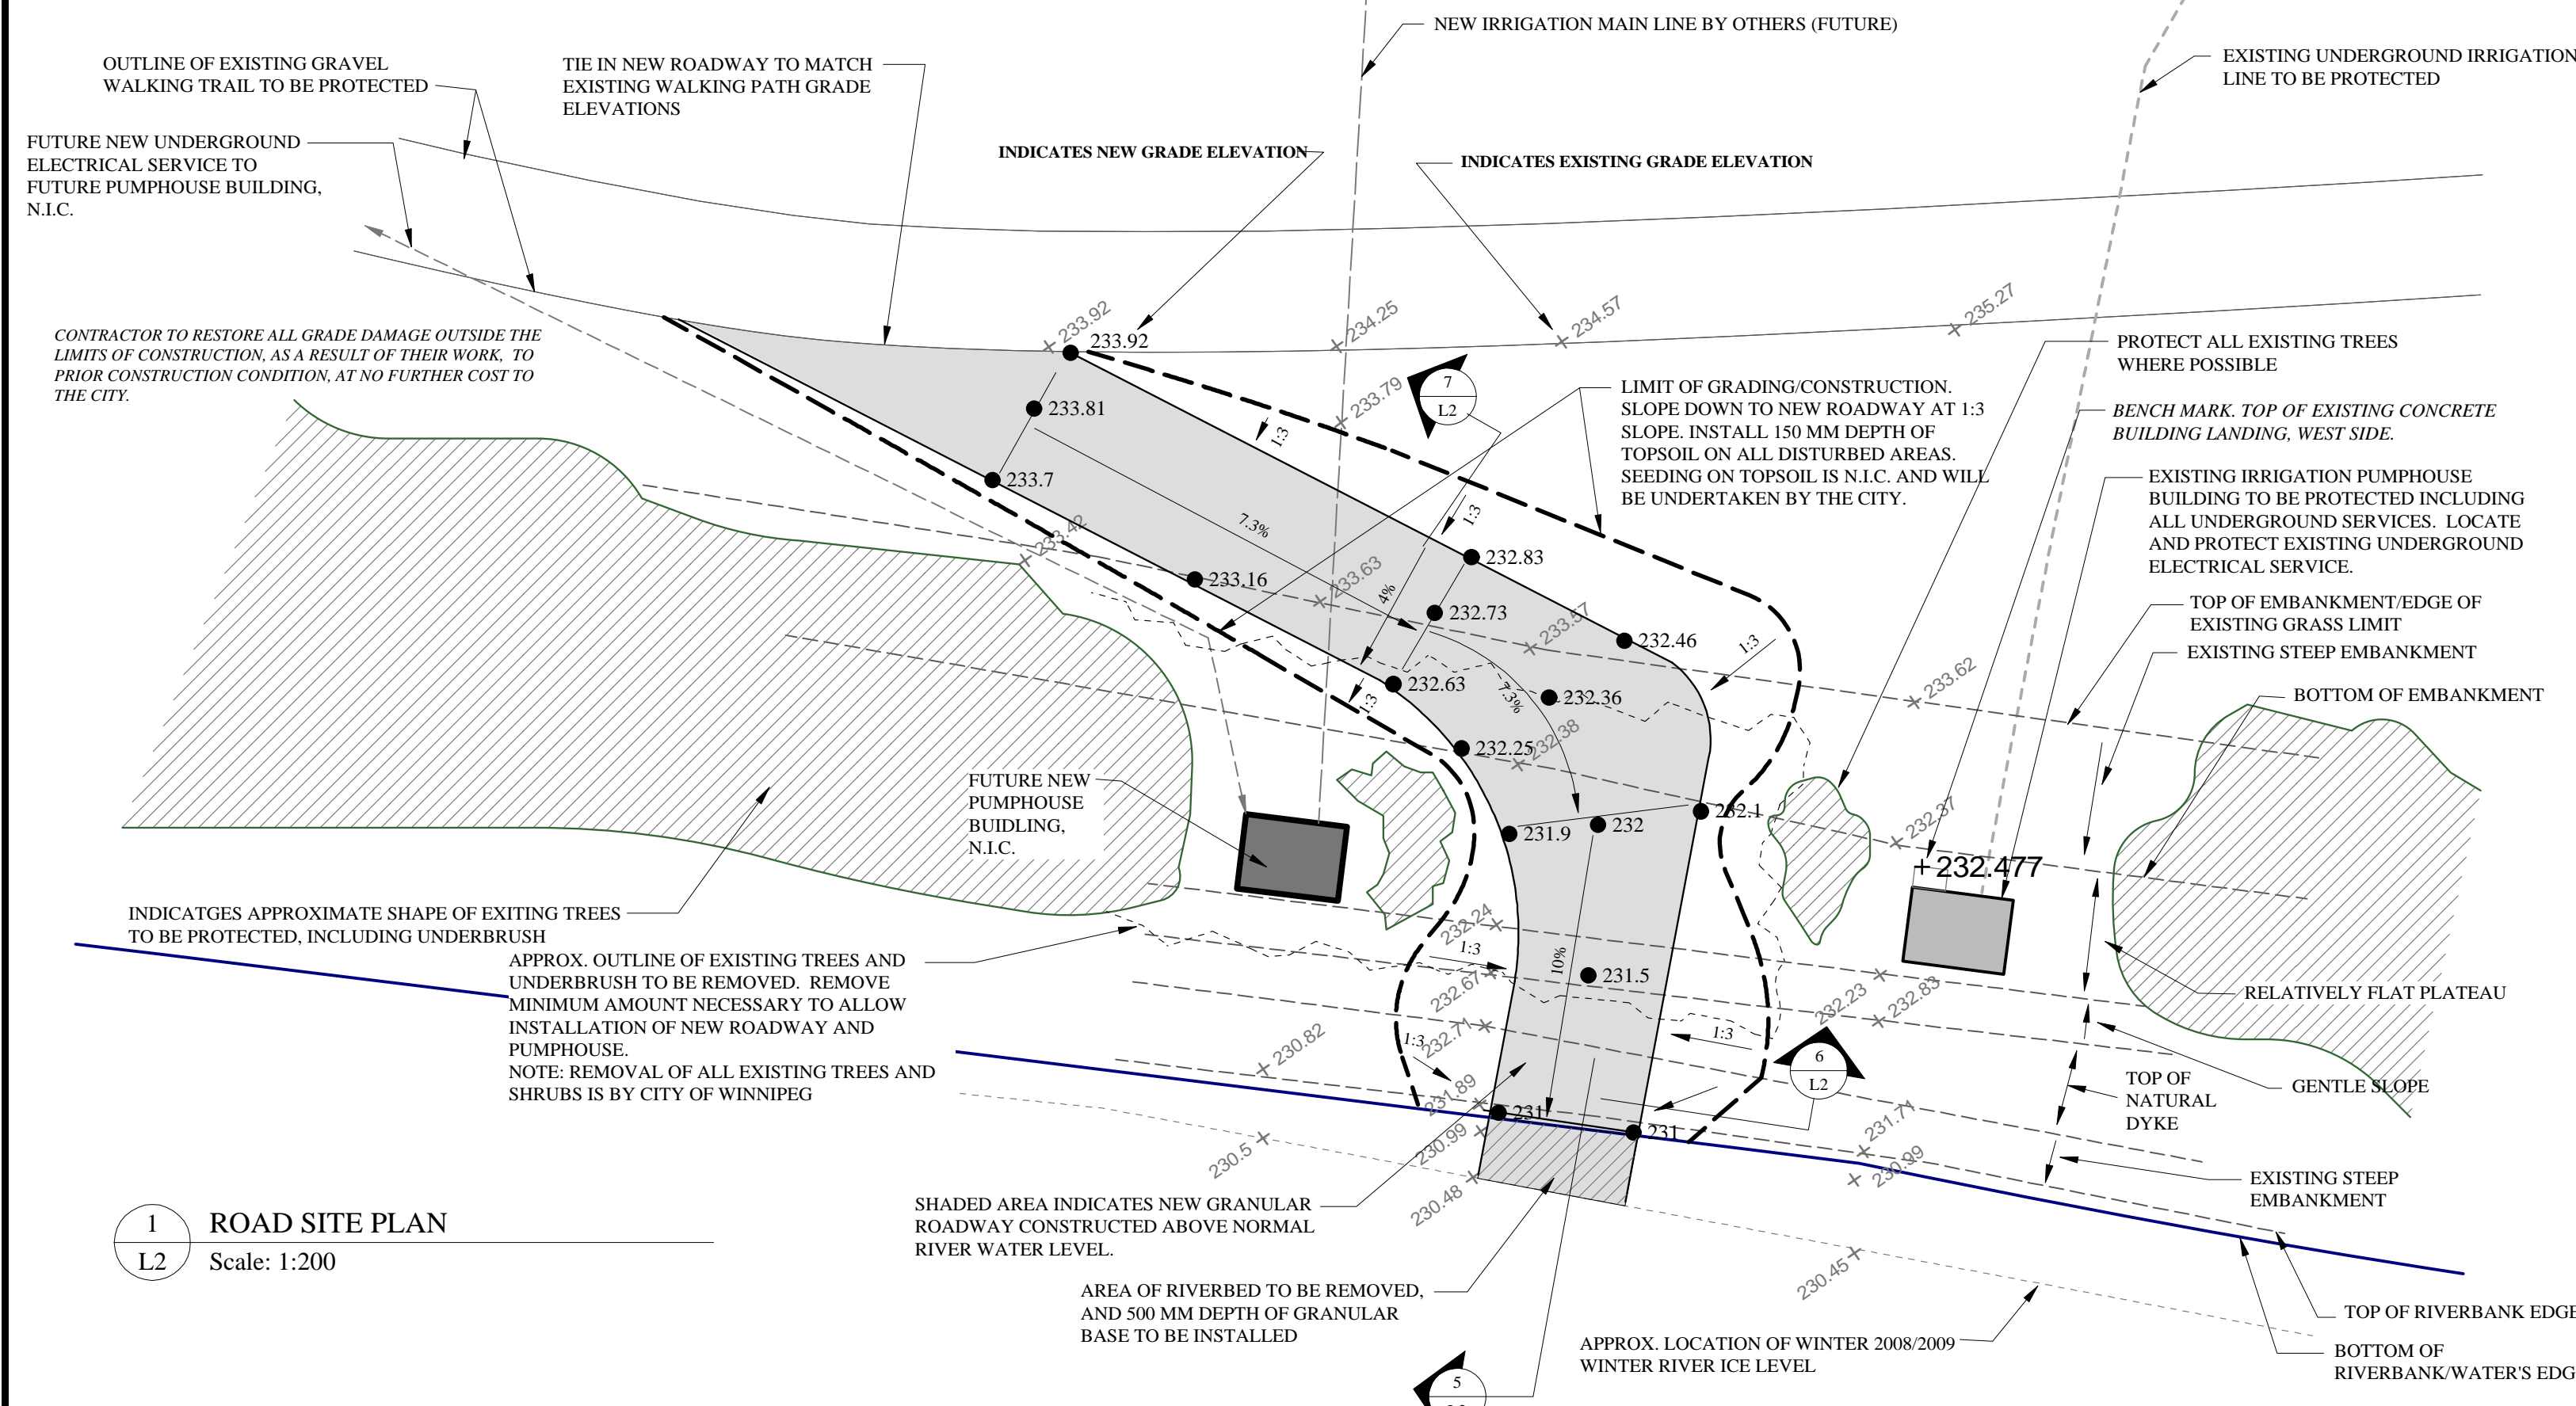 NEW IRRIGATION MAIN LINE BY OTHERS (FUTURE)
OUTLINE OF EXISTING GRAVEL
WALKING TRAIL TO BE PROTECTED
TIE IN NEW ROADWAY TO MATCH
EXISTING WALKING PATH GRADE
ELEVATIONS
EXISTING UNDERGROUND IRRIGATION
LINE TO BE PROTECTED
FUTURE NEW UNDERGROUND
ELECTRICAL SERVICE TO
FUTURE PUMPHOUSE BUILDING,
N.I.C.
INDICATES NEW GRADE ELEVATION
INDICATES EXISTING GRADE ELEVATION
CONTRACTOR TO RESTORE ALL GRADE DAMAGE OUTSIDE THE
LIMITS OF CONSTRUCTION, AS A RESULT OF THEIR WORK, TO
PRIOR CONSTRUCTION CONDITION, AT NO FURTHER COST TO
THE CITY.
233.92
233.92
234.25
234.57
235.27
233.79
7
L2
233.81
233.7
1:3
LIMIT OF GRADING/CONSTRUCTION.
SLOPE DOWN TO NEW ROADWAY AT 1:3
SLOPE. INSTALL 150 MM DEPTH OF
TOPSOIL ON ALL DISTURBED AREAS.
SEEDING ON TOPSOIL IS N.I.C. AND WILL
BE UNDERTAKEN BY THE CITY.
PROTECT ALL EXISTING TREES
WHERE POSSIBLE
BENCH MARK. TOP OF EXISTING CONCRETE
BUILDING LANDING, WEST SIDE.
EXISTING IRRIGATION PUMPHOUSE
BUILDING TO BE PROTECTED INCLUDING
ALL UNDERGROUND SERVICES. LOCATE
AND PROTECT EXISTING UNDERGROUND
ELECTRICAL SERVICE.
TOP OF EMBANKMENT/EDGE OF
EXISTING GRASS LIMIT
EXISTING STEEP EMBANKMENT
BOTTOM OF EMBANKMENT
7.3%
1:3
233.42
233.16
233.63
4%
232.83
232.73
233.57
232.46
1:3
232.63
1:3
7.3%
232.36
232.25
232.38
233.62
232.37
232.477
FUTURE NEW
PUMPHOUSE
BUIDLING,
N.I.C.
231.9
232
232.1
INDICATGES APPROXIMATE SHAPE OF EXITING TREES
TO BE PROTECTED, INCLUDING UNDERBRUSH
APPROX. OUTLINE OF EXISTING TREES AND
UNDERBRUSH TO BE REMOVED. REMOVE
MINIMUM AMOUNT NECESSARY TO ALLOW
INSTALLATION OF NEW ROADWAY AND
PUMPHOUSE.
NOTE: REMOVAL OF ALL EXISTING TREES AND
SHRUBS IS BY CITY OF WINNIPEG
232.24
1:3
232.67
10%
231.5
232.23
232.83
RELATIVELY FLAT PLATEAU
230.82
232.71
1:3
1:3
6
L2
TOP OF
NATURAL
DYKE
GENTLE SLOPE
231.89
231
231
231.71
230.5
230.99
230.99
230.48
EXISTING STEEP
EMBANKMENT
1
L2
ROAD SITE PLAN
Scale: 1:200
SHADED AREA INDICATES NEW GRANULAR
ROADWAY CONSTRUCTED ABOVE NORMAL
RIVER WATER LEVEL.
230.45
AREA OF RIVERBED TO BE REMOVED,
AND 500 MM DEPTH OF GRANULAR
BASE TO BE INSTALLED
APPROX. LOCATION OF WINTER 2008/2009
WINTER RIVER ICE LEVEL
TOP OF RIVERBANK EDGE
BOTTOM OF
RIVERBANK/WATER'S EDG
5